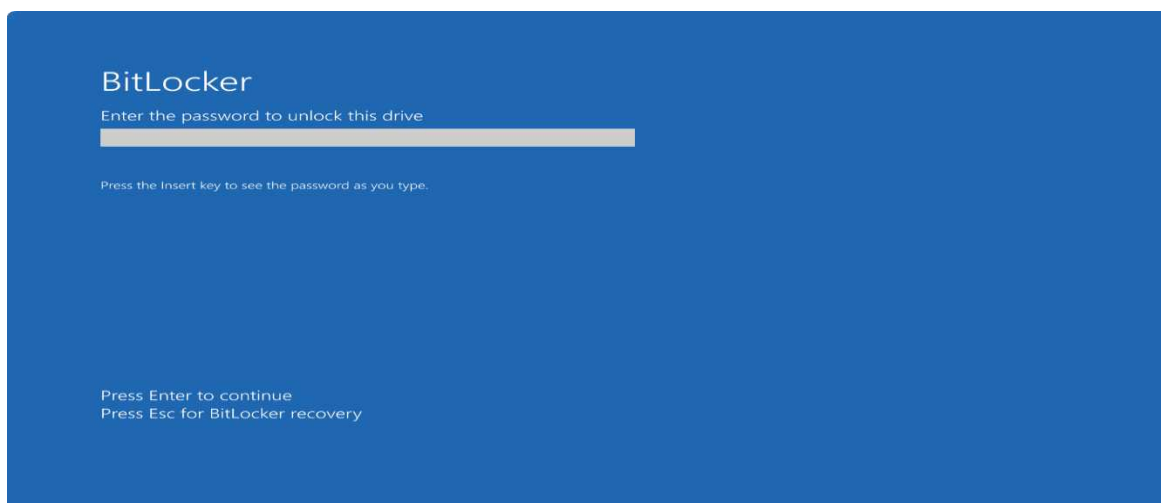 BitLocker
Enter the password to unlock this drive
Press the Insert key to see the password as you type.
Press Enter to continue
Press Esc for BitLocker recovery